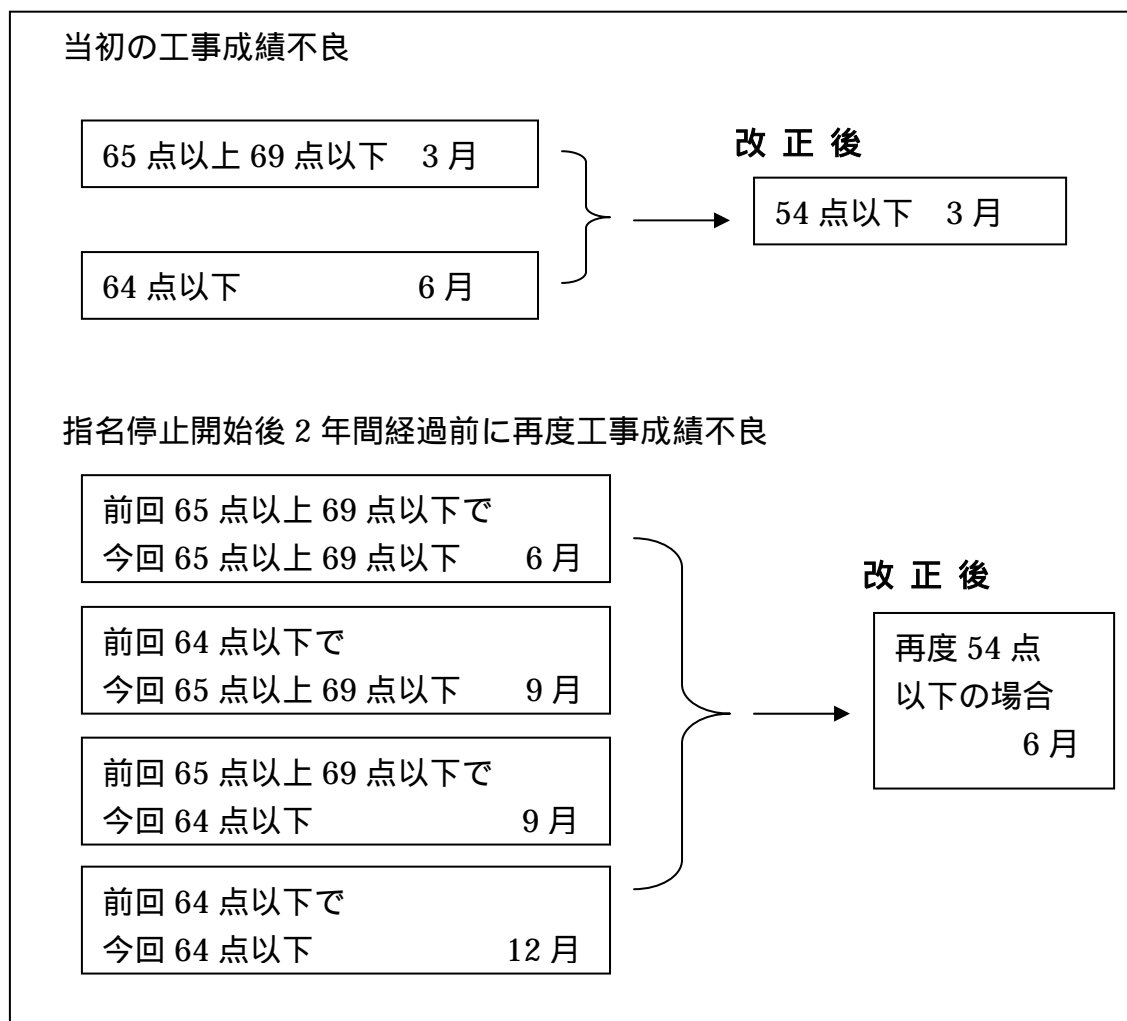 当初の工事成績不良
65 点以上 69 点以下 3 月
64 点以下 6 月
改 正 後
54 点以下 3 月
指名停止開始後 2 年間経過前に再度工事成績不良
前回 65 点以上 69 点以下で
今回 65 点以上 69 点以下 6 月
前回 64 点以下で
今回 65 点以上 69 点以下 9 月
前回 65 点以上 69 点以下で
今回 64 点以下 9 月
前回 64 点以下で
今回 64 点以下 12 月
改 正 後
再度 54 点
以下の場合
6 月